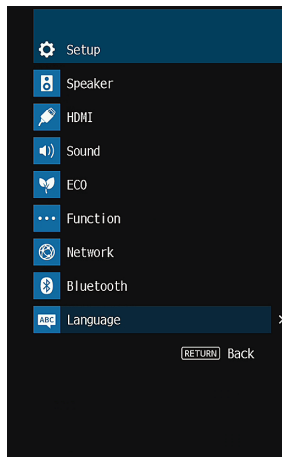 Setup
Speaker
HDMI
Sound
ECO
Function
Network
Bluetooth
ABC Language
RETURN Back